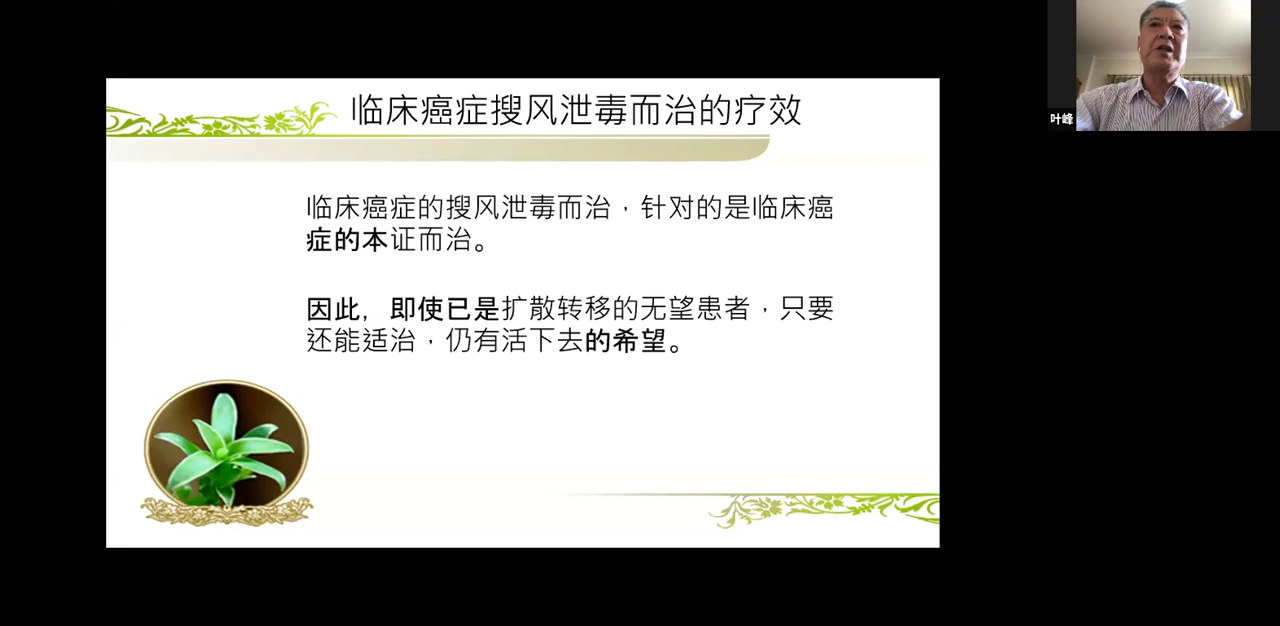 临床癌症搜风泄毒而治的疗效
叶峰
临床癌症的搜风泄毒而治，针对的是临床癌
症的本证而治。
因此，即使已是扩散转移的无望患者，只要
还能适治，仍有活下去的希望。